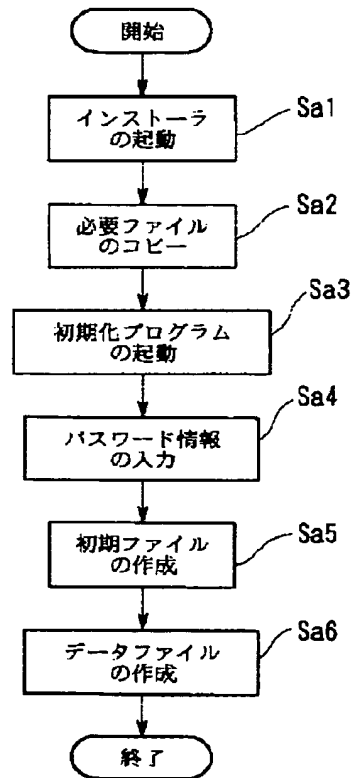 開始
インストーラ
の起動
Sa1
必要ファイル
のコピー
Sa2
初期化プログラム
の起動
Sa3
パスワード情報
の入力
Sa4
初期ファイル
の作成
Sa5
データファイル
の作成
Sa6
終了